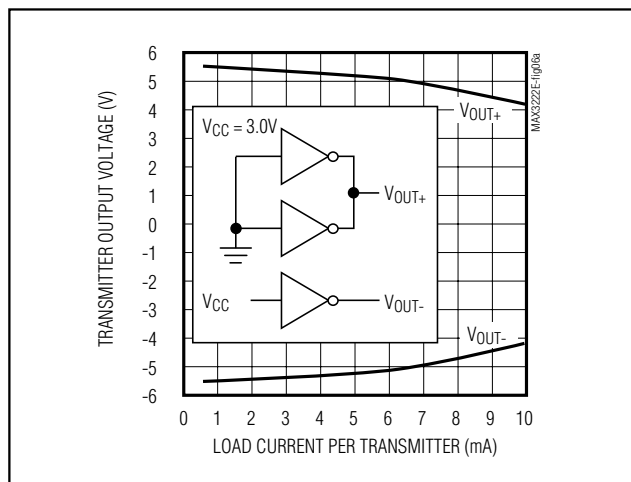 TRANSMITTER OUTPUT VOLTAGE (V)
6
5
4
3
2
1
0
-1
-2
-3
-4
-5
-6
VCC = 3.0V
VOUT+
VCC
VOUT-
VOUT+
VOUT-
MAX3222E-fig06a
0 1 2 3 4 5 6 7 8 9 10
LOAD CURRENT PER TRANSMITTER (mA)